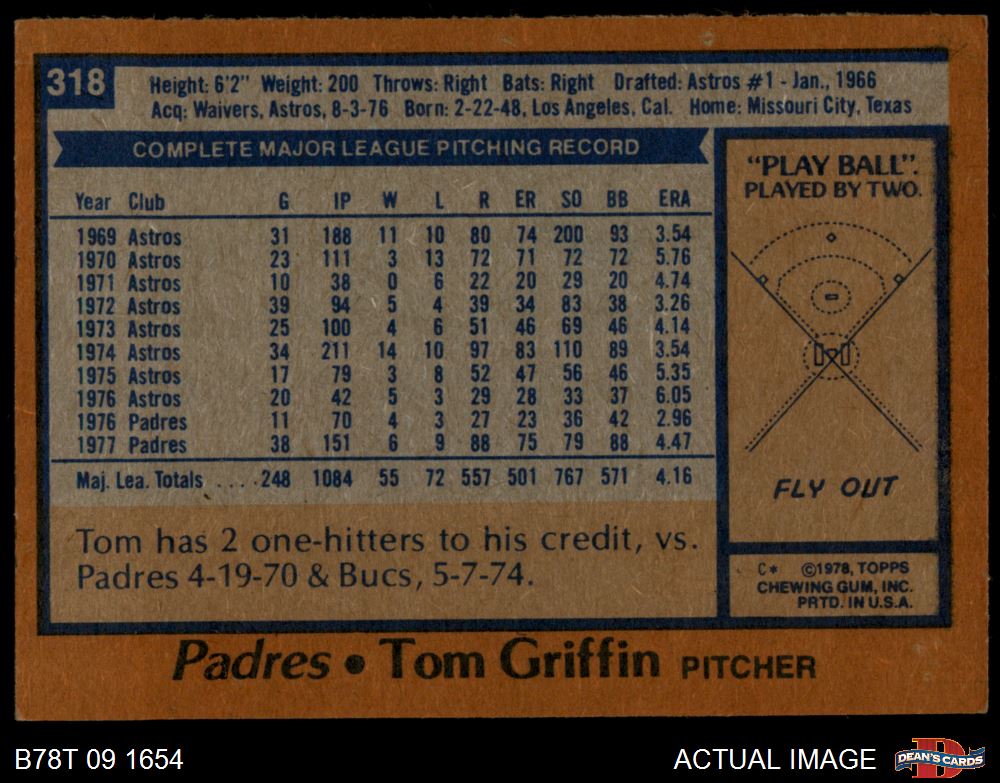 318
Height: 6'2" Weight: 200 Throws: Right Bats: Right Drafted: Astros #1 - Jan., 1966
Acq: Waivers, Astros, 8-3-76 Born: 2-22-48, Los Angeles, Cal. Home: Missouri City, Texas
COMPLETE MAJOR LEAGUE PITCHING RECORD
Year Club G IP W L R ER SO BB ERA
1969 Astros 31 188 11 10 80 74 200 93 3.54
1970 Astros 23 111 3 13 72 71 72 72 5.76
1971 Astros 10 38 0 6 22 20 29 20 4.74
1972 Astros 39 94 5 4 39 34 83 38 3.26
1973 Astros 25 100 4 6 51 46 69 46 4.14
1974 Astros 34 211 14 10 97 83 110 89 3.54
1975 Astros 17 79 3 8 52 47 56 46 5.35
1976 Astros 20 42 5 3 29 28 33 37 6.05
1976 Padres 11 70 4 3 27 23 36 42 2.96
1977 Padres 38 151 6 9 88 75 79 88 4.47
Maj. Lea. Totals ....248 1084 55 72 557 501 767 571 4.16
Tom has 2 one-hitters to his credit, vs.
Padres 4-19-70 & Bucs, 5-7-74.
"PLAY BALL".
PLAYED BY TWO.
FLY OUT
C* ©1978, TOPPS
CHEWING GUM, INC.
PRTD. IN U.S.A.
Padres • Tom Griffin PITCHER
B78T 09 1654
ACTUAL IMAGE
D
DEAN'S CARDS